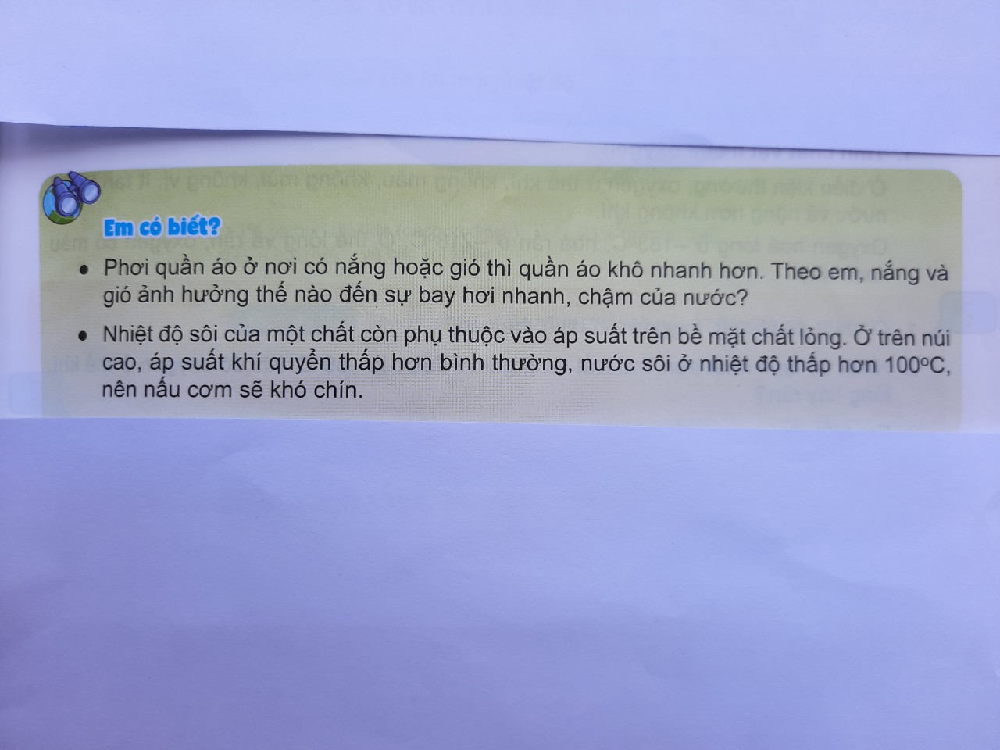 Em có biết?
• Phơi quần áo ở nơi có nắng hoặc gió thì quần áo khô nhanh hơn. Theo em, nắng và
gió ảnh hưởng thế nào đến sự bay hơi nhanh, chậm của nước?
• Nhiệt độ sôi của một chất còn phụ thuộc vào áp suất trên bề mặt chất lỏng. Ở trên núi
cao, áp suất khí quyển thấp hơn bình thường, nước sôi ở nhiệt độ thấp hơn 100ºC,
nên nấu cơm sẽ khó chín.